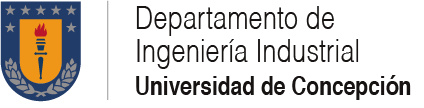 Departamento de
Ingeniería Industrial
Universidad de Concepción